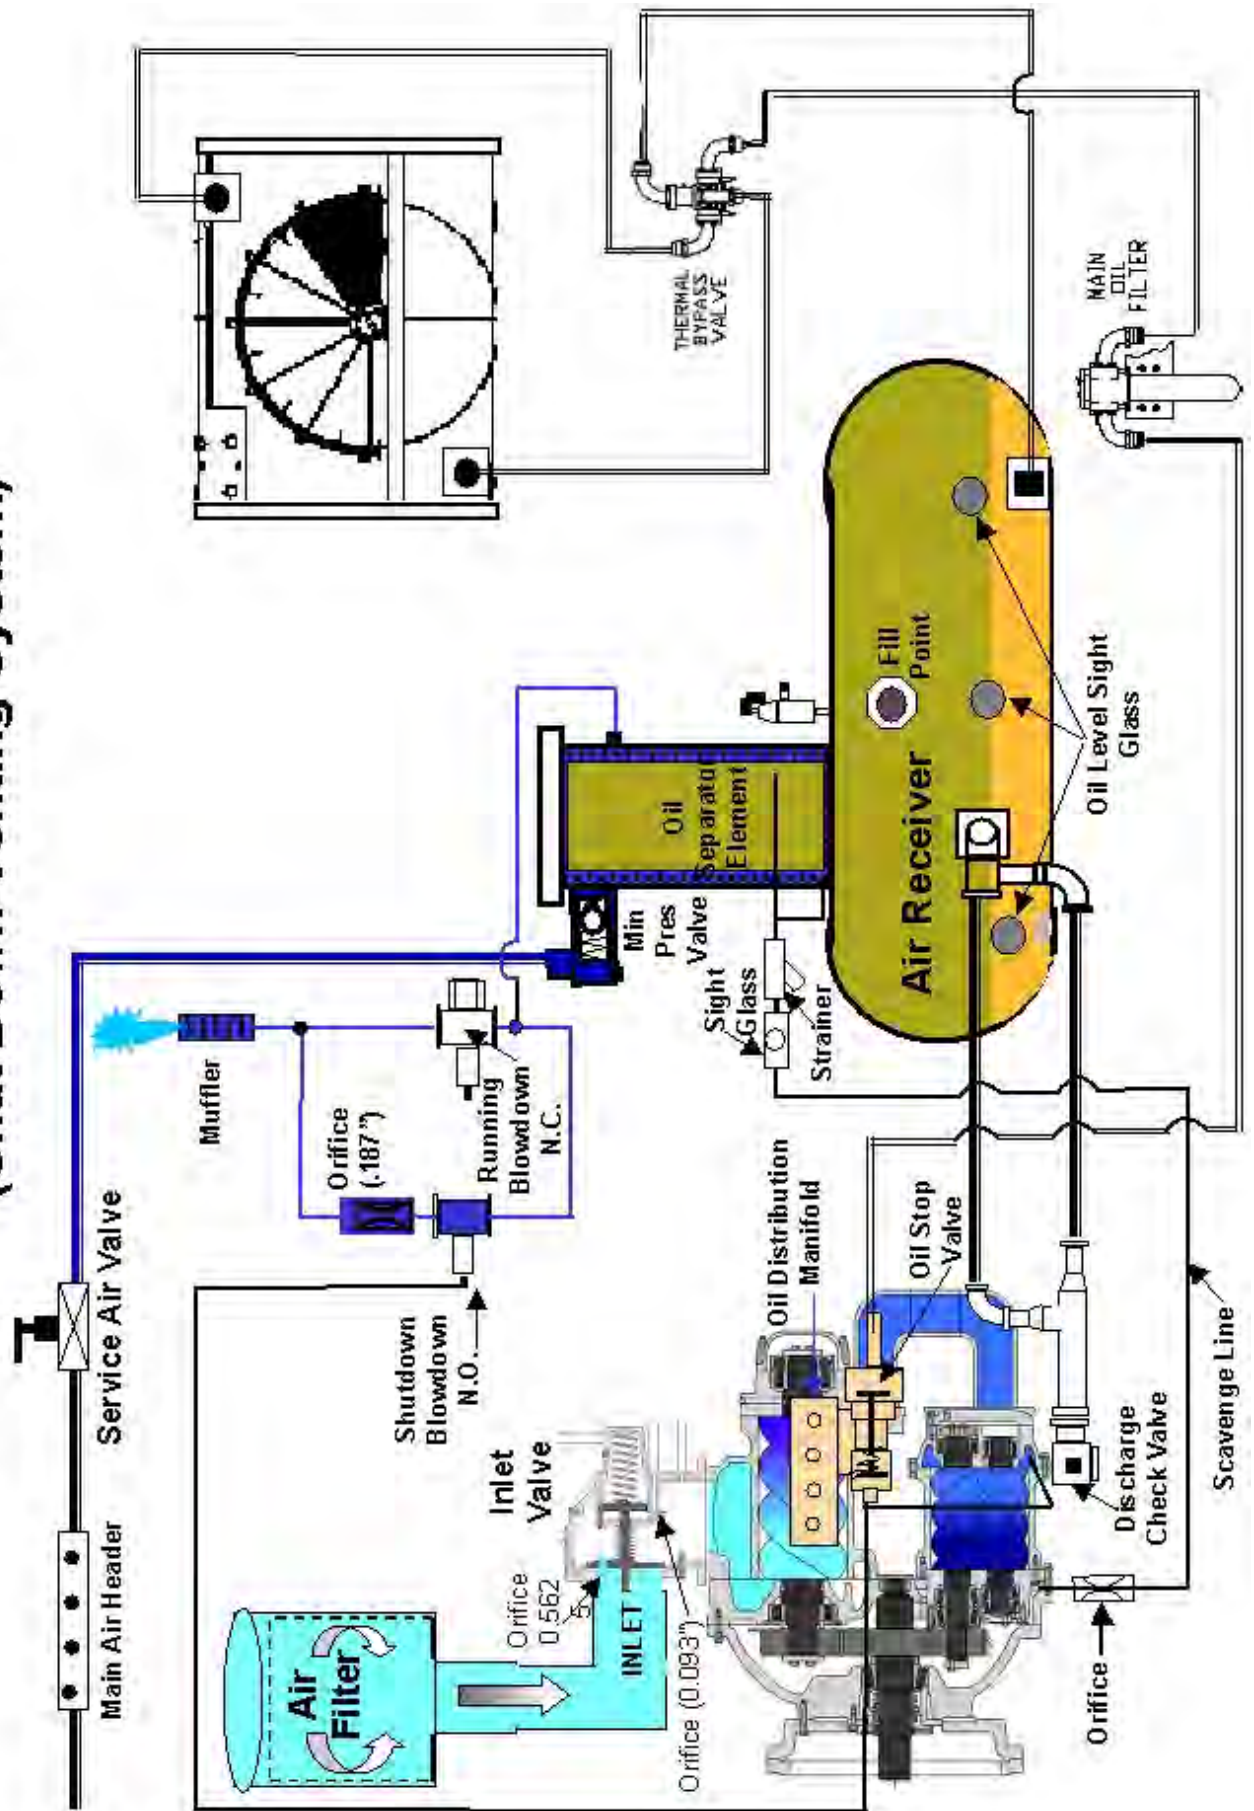 Main Air Header
Service Air Valve
Muffler
Orifice
(.187")
Running
Blowdown
N.C.
Shutdown
Blowdown
N.O.
Air
Filter
INLET
Inlet
Valve
Orifice
0.562
5
Orifice (0.093")
Min
Pres
Valve
Oil
Separator
Element
Sight
Glass
Strainer
Air Receiver
Fill
Point
Oil Level Sight
Glass
THERMAL
BYPASS
VALVE
MAIN
OIL
FILTER
Oil Distribution
Manifold
Oil Stop
Valve
Discharge
Check Valve
Scavenge Line
Orifice